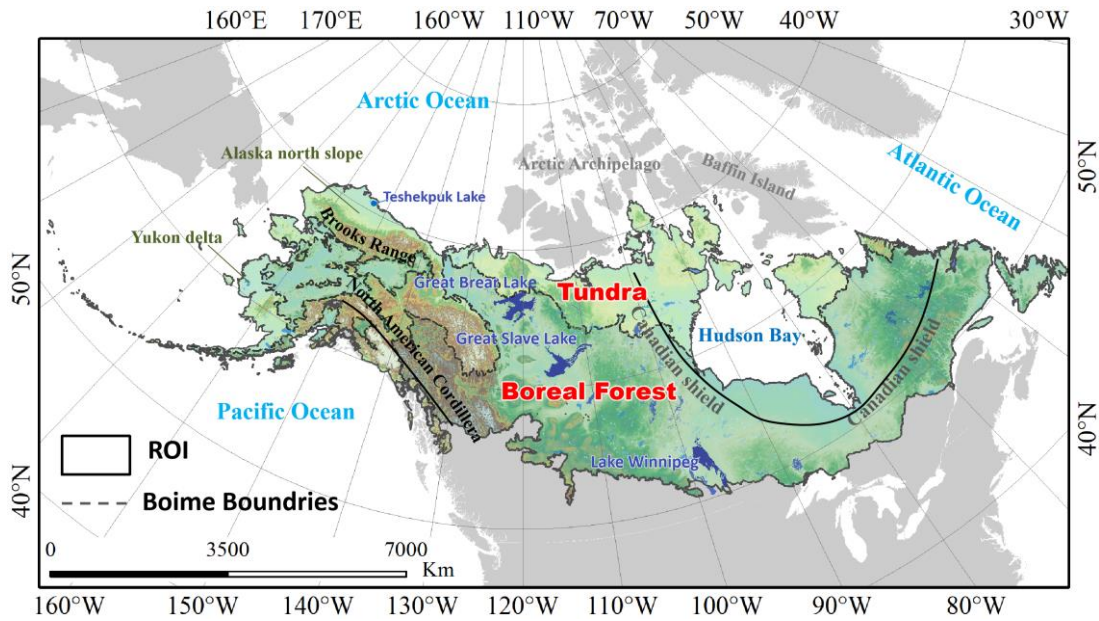 160°E 170°E 160°W 110°W 70°W 50°W 40°W 30°W
Arctic Ocean
Atlantic Ocean
50°N
Alaska north slope
Arctic Archipelago
Baffin Island
Teshekpuk Lake
Yukon delta
Brooks Range
50°N
Great Brear Lake
Tundra
North American Cordillera
Hudson Bay
Great Slave Lake
Canadian shield
Canadian shield
Boreal Forest
Pacific Ocean
40°N
ROI
Lake Winnipeg
40°N
Boime Boundries
0 3500 7000
Km
160°W 150°W 140°W 130°W 120°W 110°W 100°W 90°W 80°W